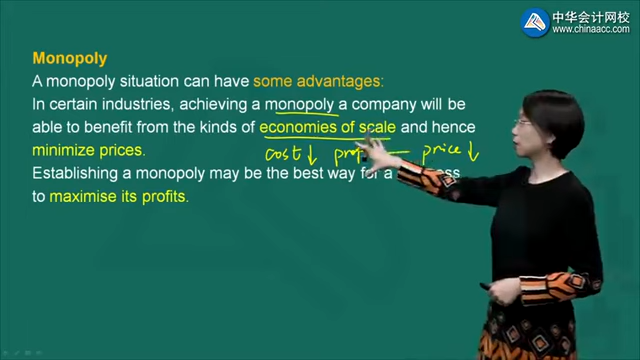 中华会计网校
www.chinaacc.com
Monopoly
A monopoly situation can have some advantages:
In certain industries, achieving a monopoly a company will be
able to benefit from the kinds of economies of scale and hence
cost↓ — price↓
minimize prices.
Establishing a monopoly may be the best way for a
to maximise its profits.